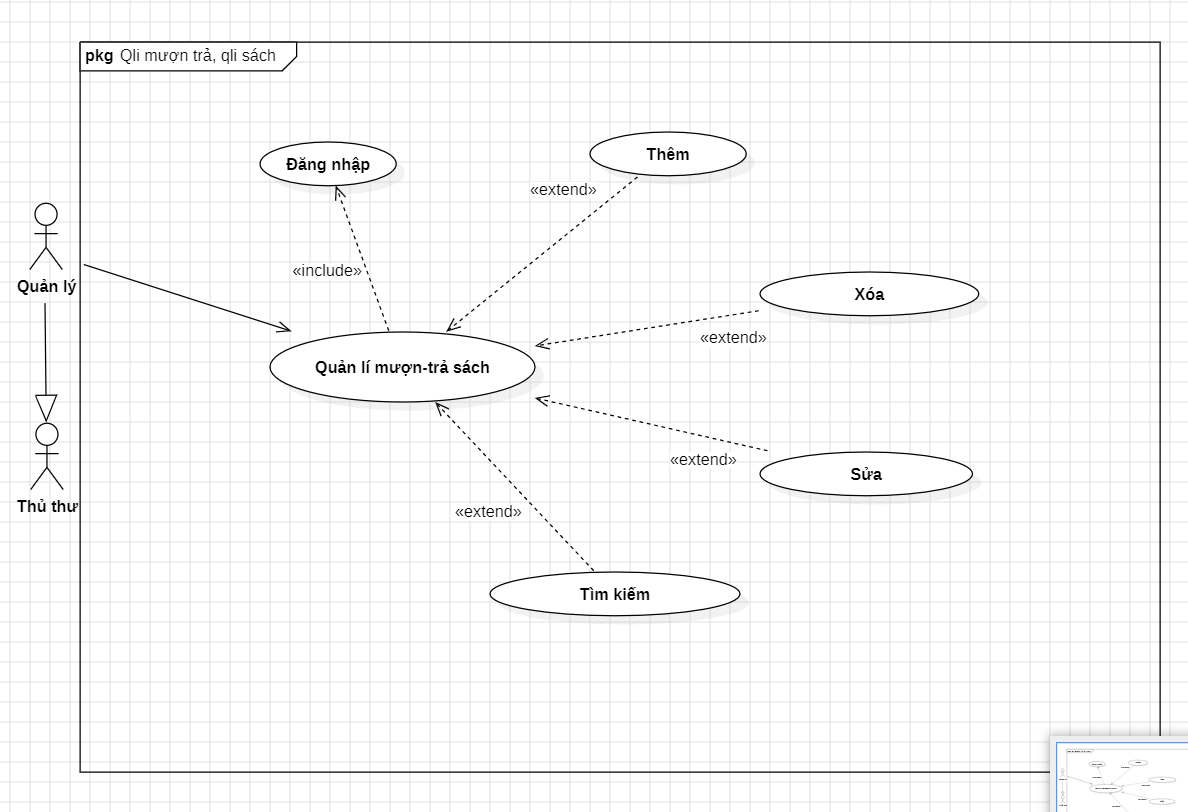 pkg Qli mượn trả, qli sách
Đăng nhập
Thêm
«extend»
«include»
Quản lý
Xóa
«extend»
Quản lí mượn-trả sách
«extend»
Sửa
Thủ thư
«extend»
Tìm kiếm